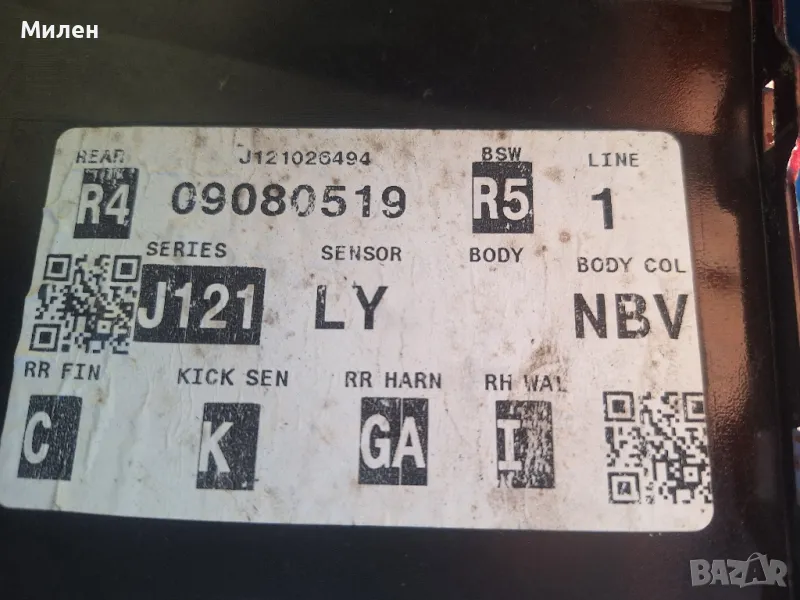 Милен
REAR J121026494 BSW LINE
R4 09080519 R5 1
SERIES SENSOR BODY BODY COL
J121 LY NBV
RR FIN KICK SEN RR HARN RH WAL
C K GA I
BAZAR